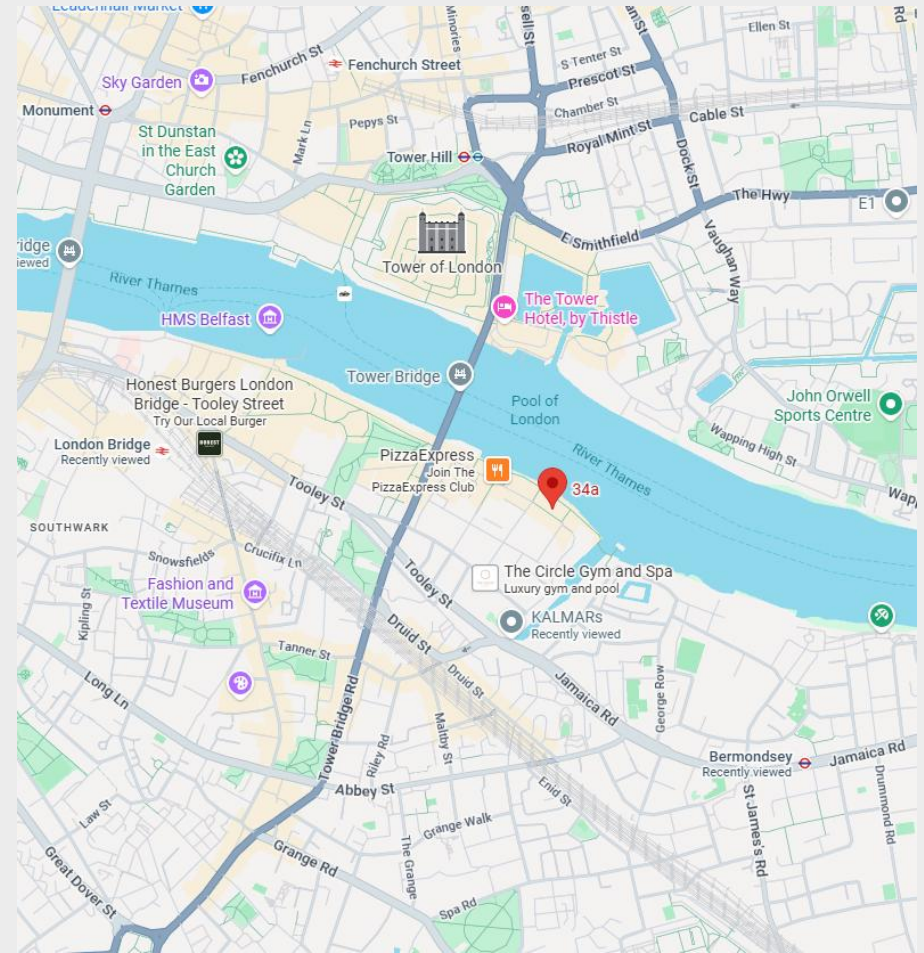 Leadenhall Market
Minories
Ellen St
Rd
Fenchurch St
Fenchurch Street
S Tenter St
Prescot St
Sky Garden
Monument
Chamber St
Cable St
Pepys St
Mark Ln
Royal Mint St
St Dunstan
in the East
Church
Garden
Tower Hill
Dock St
The Hwy
E1
E Smithfield
Vaughan Way
Tower of London
River Thames
The Tower
Hotel, by Thistle
HMS Belfast
Tower Bridge
Pool of
London
Honest Burgers London
Bridge - Tooley Street
Try Our Local Burger
John Orwell
Sports Centre
London Bridge
Recently viewed
Wapping High St
PizzaExpress
Join The
PizzaExpress Club
River Thames
34a
Tooley St
SOUTHWARK
Snowsfields
Crucifix Ln
The Circle Gym and Spa
Luxury gym and pool
Fashion and
Textile Museum
Tooley St
KALMARs
Recently viewed
Kipling St
Druid St
Tanner St
Druid St
Long Ln
Jamaica Rd
George Row
Tower Bridge Rd
Riley Rd
Maltby St
Bermondsey
Recently viewed
Jamaica Rd
Abbey St
Enid St
Law St
Grange Walk
St James's Rd
Drummond Rd
Great Dover St
Grange Rd
The Grange
Spa Rd